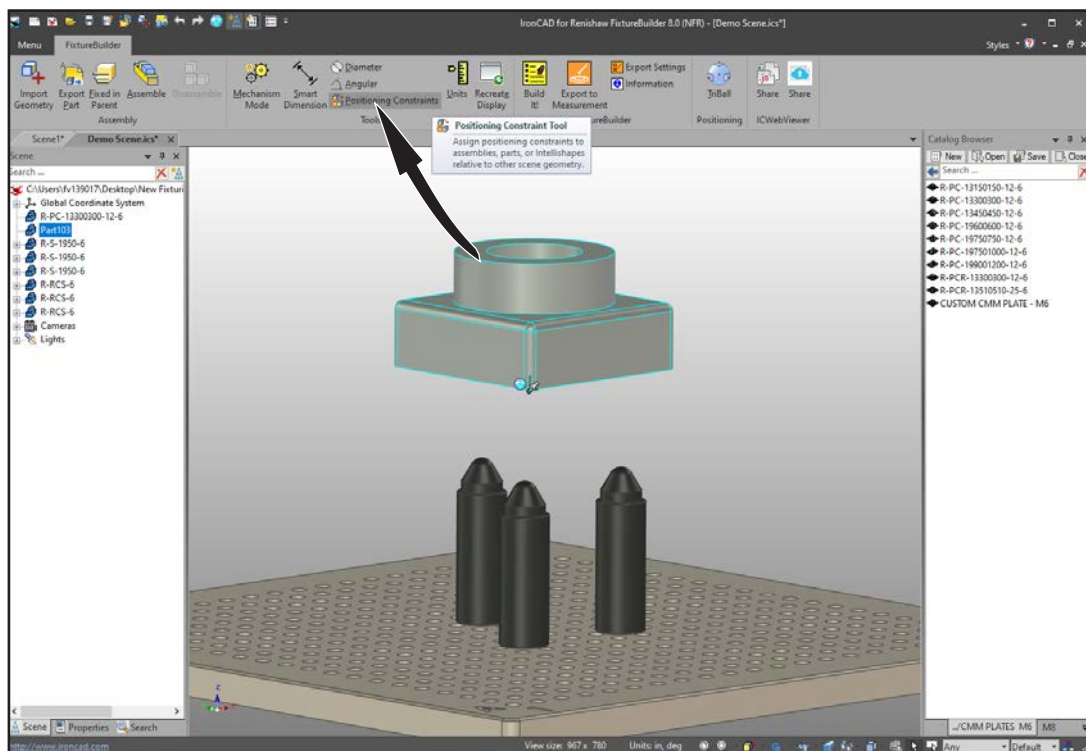 IronCAD for Renishaw FixtureBuilder 8.0 (NFR) - [Demo Scene.ics*]
Menu FixtureBuilder Styles
Import Geometry
Export Part
Fixed in Parent
Assemble
Disassemble
Assembly
Mechanism Mode
Smart Dimension
Diameter
Angular
Positioning Constraints
Tools
Units
Recreate Display
Build It!
Export to Measurement
Export Settings
Information
TriBall
Positioning
Share Share
ICWebViewer
Positioning Constraint Tool
Assign positioning constraints to
assemblies, parts, or Intellishapes
relative to other scene geometry.
Scene1* Demo Scene.ics*
Scene
Search ...
C:\Users\fv139017\Desktop\New Fixturi
Global Coordinate System
R-PC-13300300-12-6
Part103
R-S-1950-6
R-S-1950-6
R-S-1950-6
R-RCS-6
R-RCS-6
R-RCS-6
Cameras
Lights
Scene Properties Search
Catalog Browser
New Open Save Close
Search ...
R-PC-13150150-12-6
R-PC-13300300-12-6
R-PC-13450450-12-6
R-PC-19600600-12-6
R-PC-19750750-12-6
R-PC-197501000-12-6
R-PC-199001200-12-6
R-PCR-13300300-12-6
R-PCR-13510510-25-6
CUSTOM CMM PLATE - M6
../CMM PLATES M6 M8
http://www.ironcad.com View size: 967 x 780 Units: in, deg Any Default